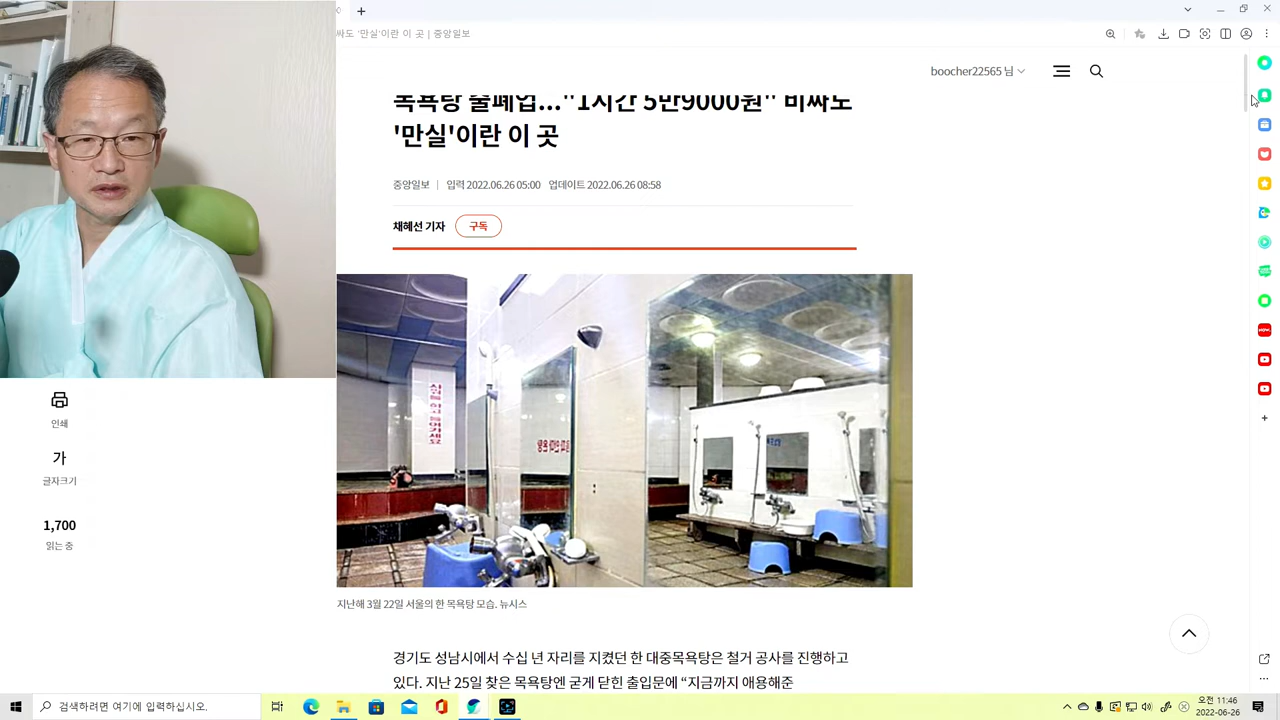 싸도 '만실'이란 이 곳 | 중앙일보
boocher22565 님
목욕탕 줄폐업..."1시간 5만9000원" 비싸도
'만실'이란 이 곳
중앙일보 | 입력 2022.06.26 05:00 업데이트 2022.06.26 08:58
채혜선 기자 구독
인쇄
가
글자크기
1,700
읽는 중
지난해 3월 22일 서울의 한 목욕탕 모습. 뉴시스
경기도 성남시에서 수십 년 자리를 지켰던 한 대중목욕탕은 철거 공사를 진행하고
있다. 지난 25일 찾은 목욕탕엔 굳게 닫힌 출입문에 “지금까지 애용해준
검색하려면 여기에 입력하십시오.
오전 11:46
2022-06-26